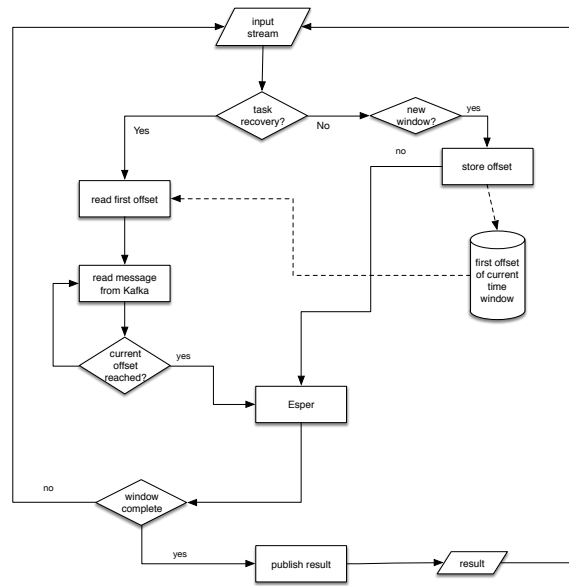 input
stream
task
recovery?
new
window?
yes
Yes
No
no
store offset
read first offset
first offset
of current
time
window
read message
from Kafka
current
offset
reached?
yes
Esper
no
window
complete
yes
publish result
result